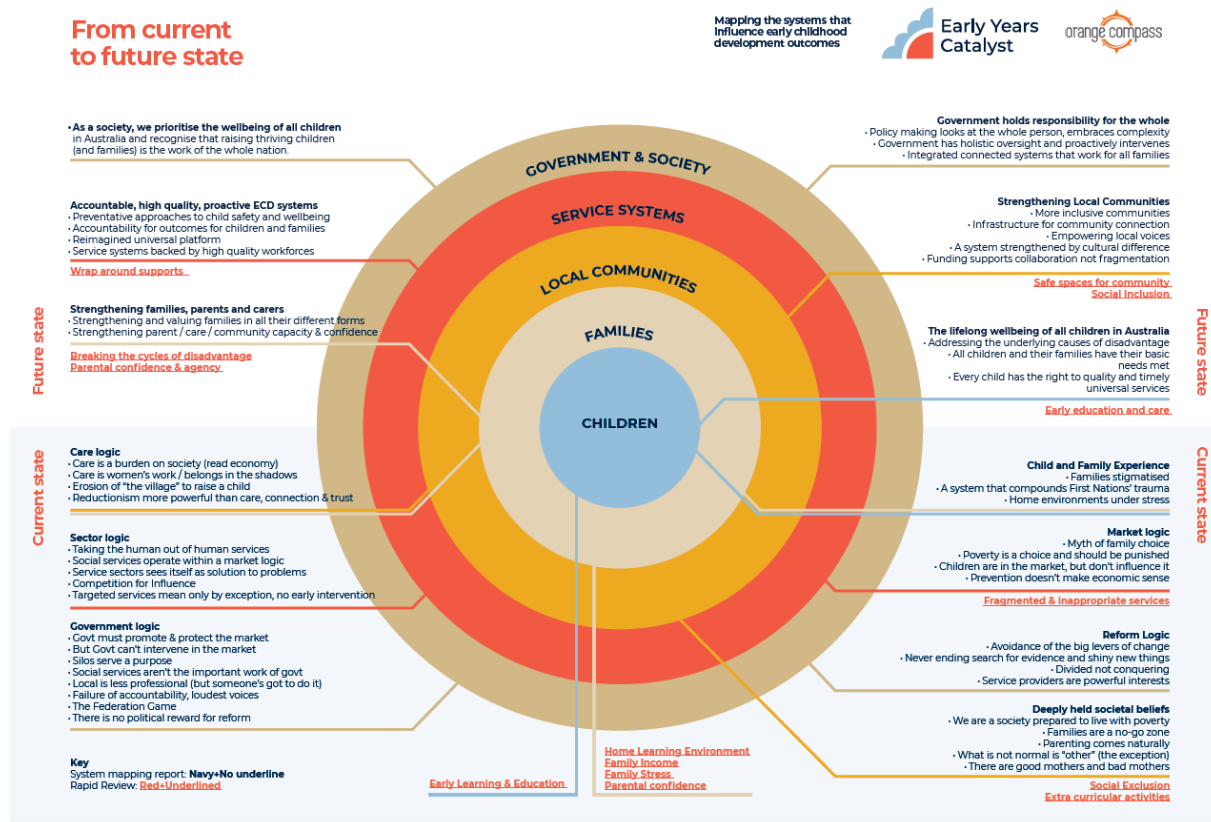 From current
to future state
Mapping the systems that
Influence early childhood
development outcomes
Early Years
Catalyst
orange compass
• As a society, we prioritise the wellbeing of all children
in Australia and recognise that raising thriving children
(and families) is the work of the whole nation.
Accountable, high quality, proactive ECD systems
• Preventative approaches to child safety and wellbeing
• Accountability for outcomes for children and families
• Reimagined universal platform
• Service systems backed by high quality workforces
Wrap around supports
Strengthening families, parents and carers
• Strengthening and valuing families in all their different forms
• Strengthening parent / care / community capacity & confidence
Breaking the cycles of disadvantage
Parental confidence & agency
Future state
GOVERNMENT & SOCIETY
SERVICE SYSTEMS
LOCAL COMMUNITIES
FAMILIES
CHILDREN
Government holds responsibility for the whole
• Policy making looks at the whole person, embraces complexity
• Government has holistic oversight and proactively intervenes
• Integrated connected systems that work for all families
Strengthening Local Communities
• More inclusive communities
• Infrastructure for community connection
• Empowering local voices
• A system strengthened by cultural difference
• Funding supports collaboration not fragmentation
Safe spaces for community
Social Inclusion
The lifelong wellbeing of all children in Australia
• Addressing the underlying causes of disadvantage
• All children and their families have their basic
needs met
• Every child has the right to quality and timely
universal services
Early education and care
Future state
Current state
Care logic
• Care is a burden on society (read economy)
• Care is women's work / belongs in the shadows
• Erosion of "the village" to raise a child
• Reductionism more powerful than care, connection & trust
Sector logic
• Taking the human out of human services
• Social services operate within a market logic
• Service sectors sees itself as solution to problems
• Competition for Influence
• Targeted services mean only by exception, no early intervention
Government logic
• Govt must promote & protect the market
• But Govt can't intervene in the market
• Silos serve a purpose
• Social services aren't the important work of govt
• Local is less professional (but someone's got to do it)
• Failure of accountability, loudest voices
• The Federation Game
• There is no political reward for reform
Key
System mapping report: Navy+No underline
Rapid Review: Red+Underlined
Early Learning & Education
Home Learning Environment
Family Income
Family Stress
Parental confidence
Child and Family Experience
• Families stigmatised
• A system that compounds First Nations' trauma
• Home environments under stress
Market logic
• Myth of family choice
• Poverty is a choice and should be punished
• Children are in the market, but don't influence it
• Prevention doesn't make economic sense
Fragmented & inappropriate services
Reform Logic
• Avoidance of the big levers of change
• Never ending search for evidence and shiny new things
• Divided not conquering
• Service providers are powerful interests
Deeply held societal beliefs
• We are a society prepared to live with poverty
• Families are a no-go zone
• Parenting comes naturally
• What is not normal is "other" (the exception)
• There are good mothers and bad mothers
Social Exclusion
Extra curricular activities
Current state